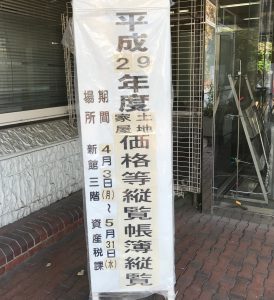 平成29年度土地家屋価格等縦覧帳簿縦覧
期間 4月3日(月)~5月31日(水)
場所 新館三階 資産税課